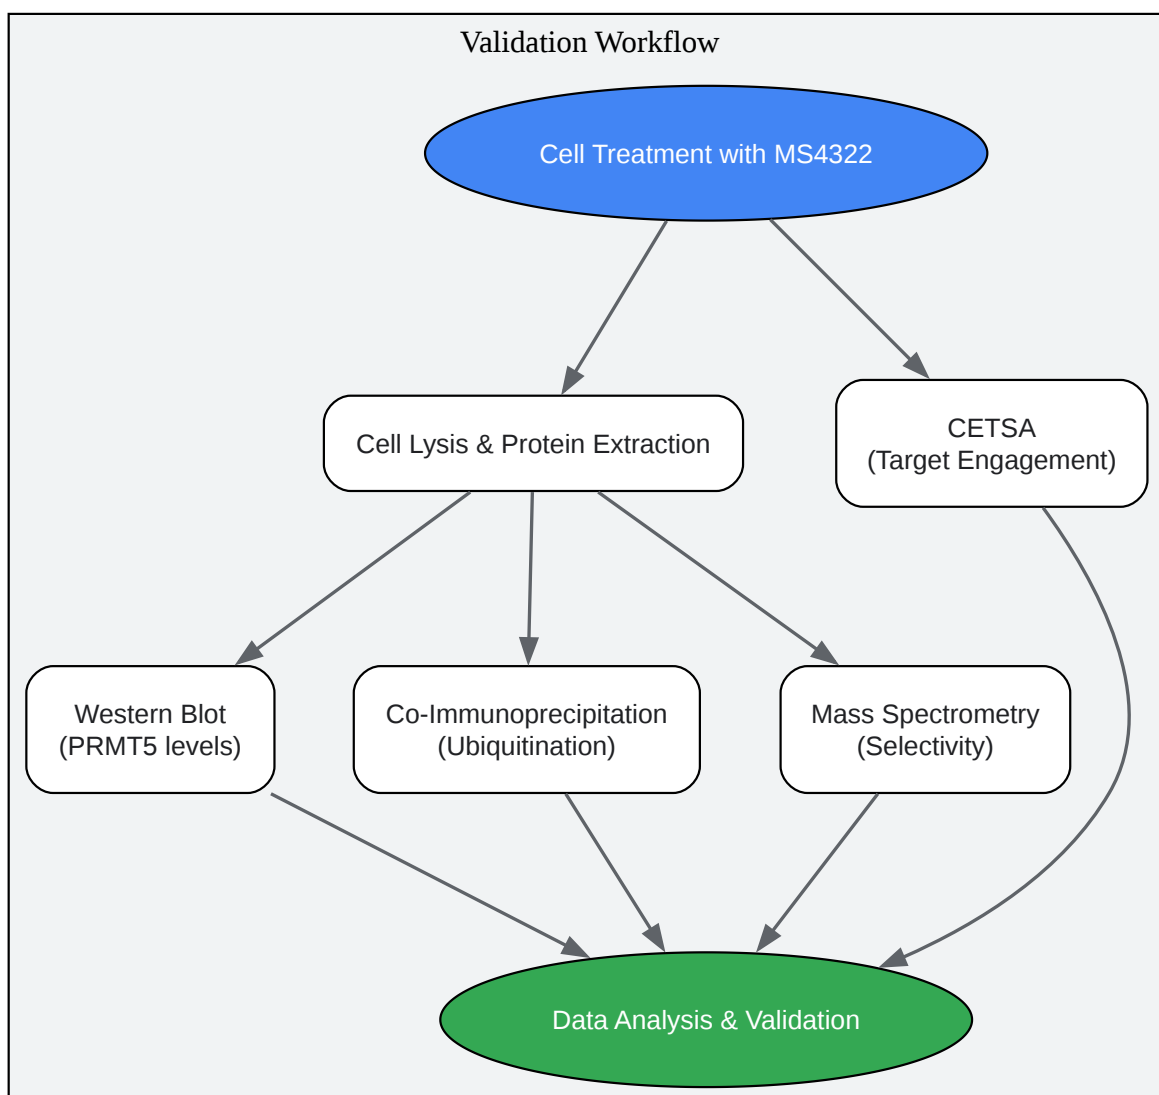 Validation Workflow
Cell Treatment with MS4322
Cell Lysis & Protein Extraction
CETSA
(Target Engagement)
Western Blot
(PRMT5 levels)
Co-Immunoprecipitation
(Ubiquitination)
Mass Spectrometry
(Selectivity)
Data Analysis & Validation